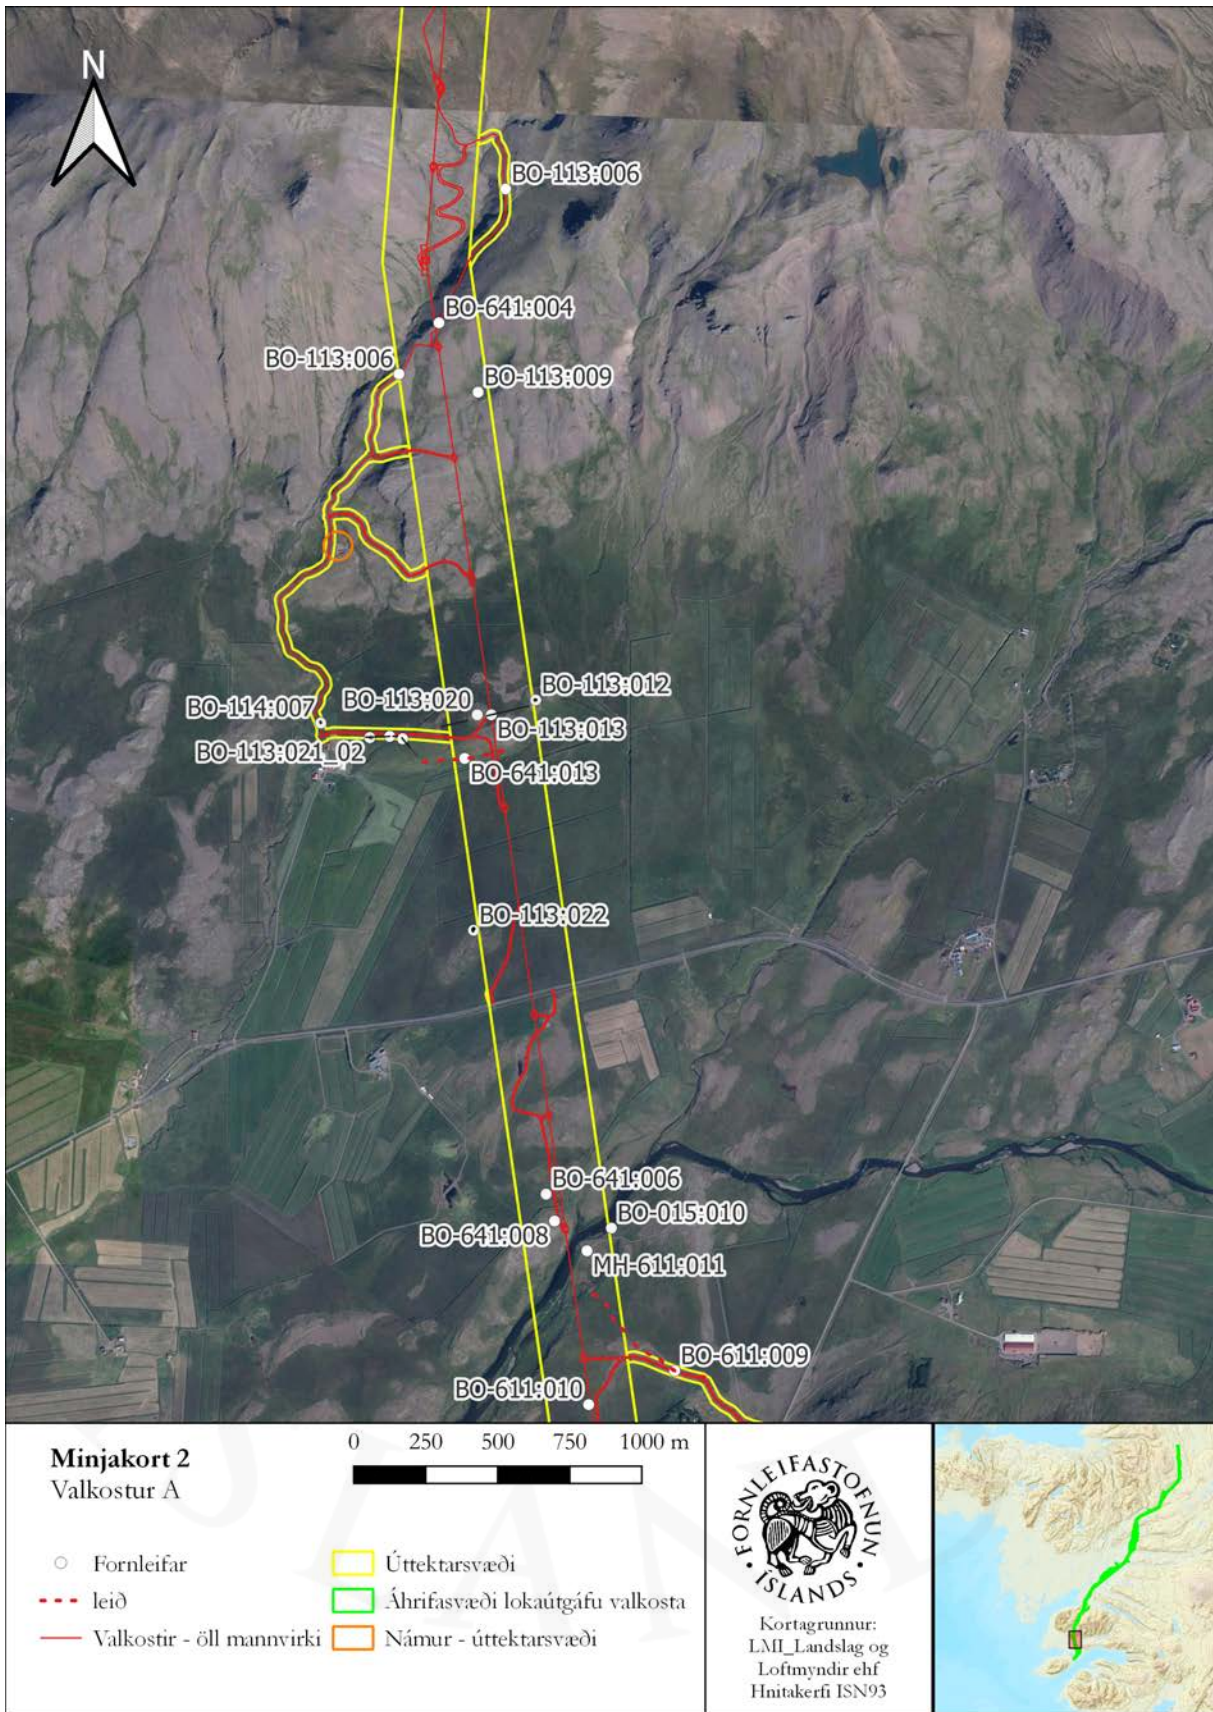 N
BO-113:006
BO-641:004
BO-113:006
BO-113:009
BO-113:012
BO-113:020
BO-114:007
BO-113:013
BO-113:021_02
BO-641:013
BO-113:022
BO-641:006
BO-015:010
BO-641:008
MH-611:011
BO-611:009
BO-611:010
Minjakort 2
Valkostur A
0 250 500 750 1000 m
Fornleifar
leið
Valkostir - öll mannvirki
Úttektarsvæði
Áhrifasvæði lokaútgáfu valkosta
Námur - úttektarsvæði
FORNLEIFASTOFNUN
· ÍSLANDS ·
Kortagrunnur:
LMI_Landslag og
Loftmyndir ehf
Hnitakerfi ISN93